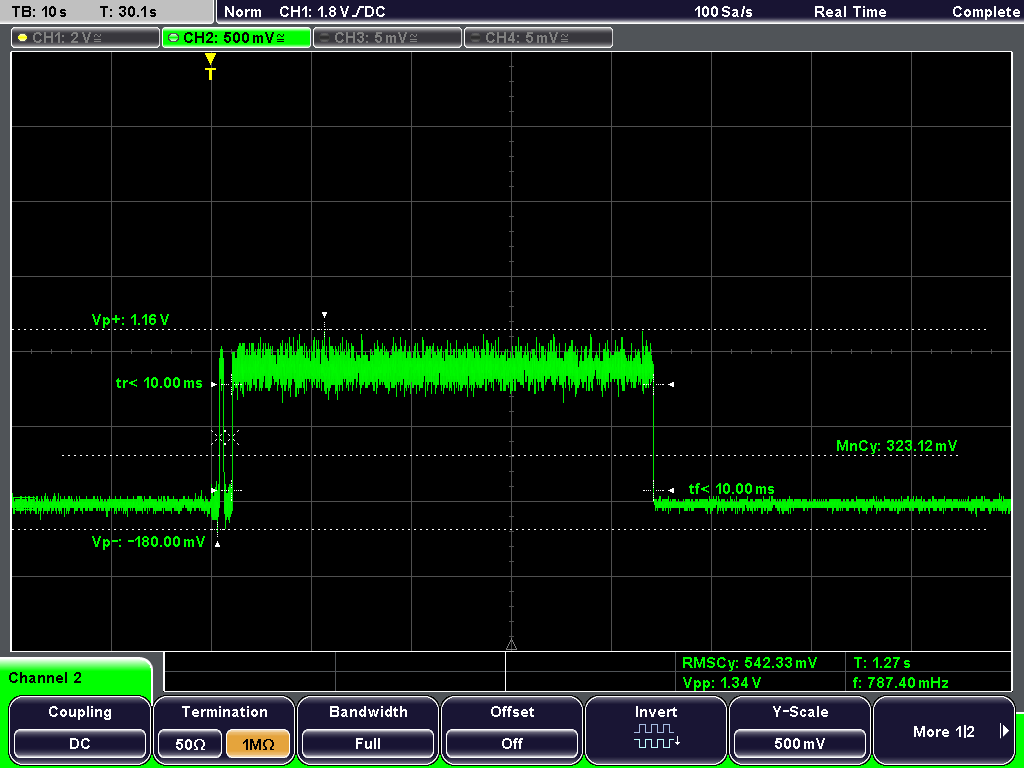 TB: 10 s T: 30.1 s Norm CH1: 1.8 V DC 100 Sa/s Real Time Complete
CH1: 2 V CH2: 500 mV CH3: 5 mV CH4: 5 mV
T
Vp+: 1.16 V
tr< 10.00 ms
MnCy: 323.12 mV
tf< 10.00 ms
Vp-: -180.00 mV
RMSCy: 542.33 mV T: 1.27 s
Vpp: 1.34 V f: 787.40 mHz
Channel 2
Coupling Termination Bandwidth Offset Invert Y-Scale More 1|2
DC 50Ω 1MΩ Full Off 500 mV